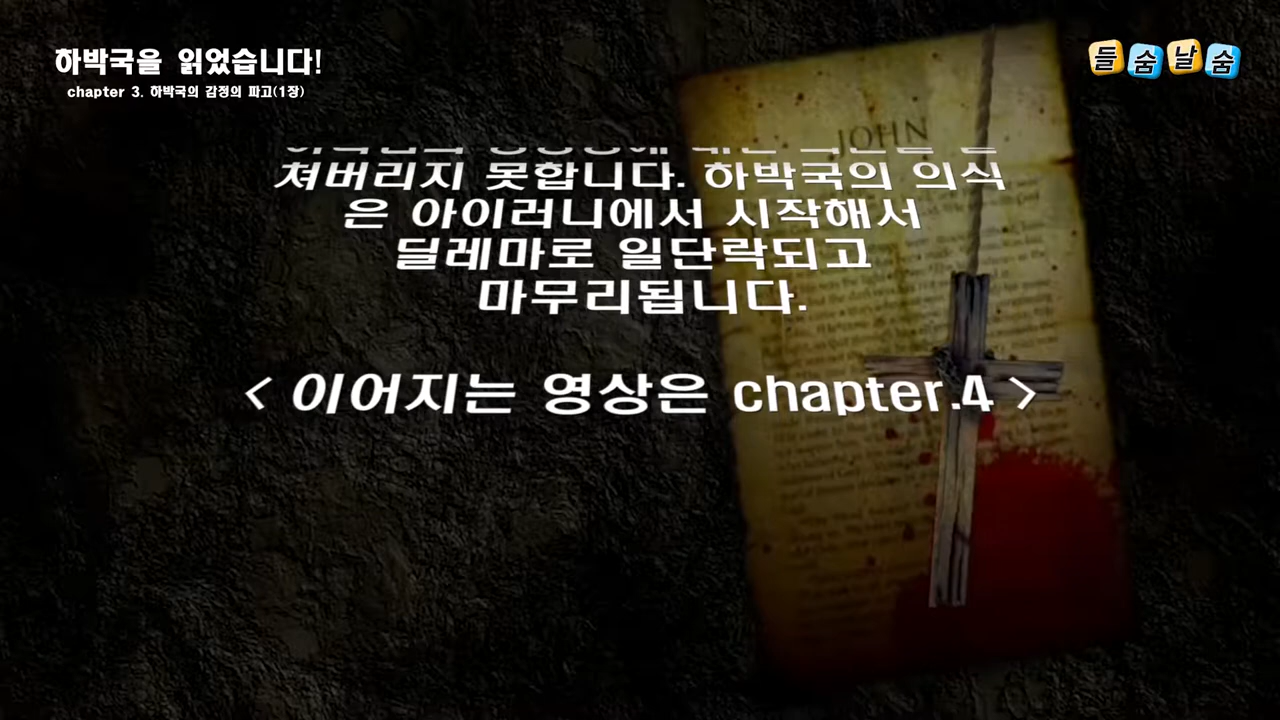 하박국을 읽었습니다!
chapter 3. 하박국의 감정의 파고(1장)
들숨날숨
JOHN
쳐버리지 못합니다. 하박국의 의식
은 아이러니에서 시작해서
딜레마로 일단락되고
마무리됩니다.
< 이어지는 영상은 chapter.4 >